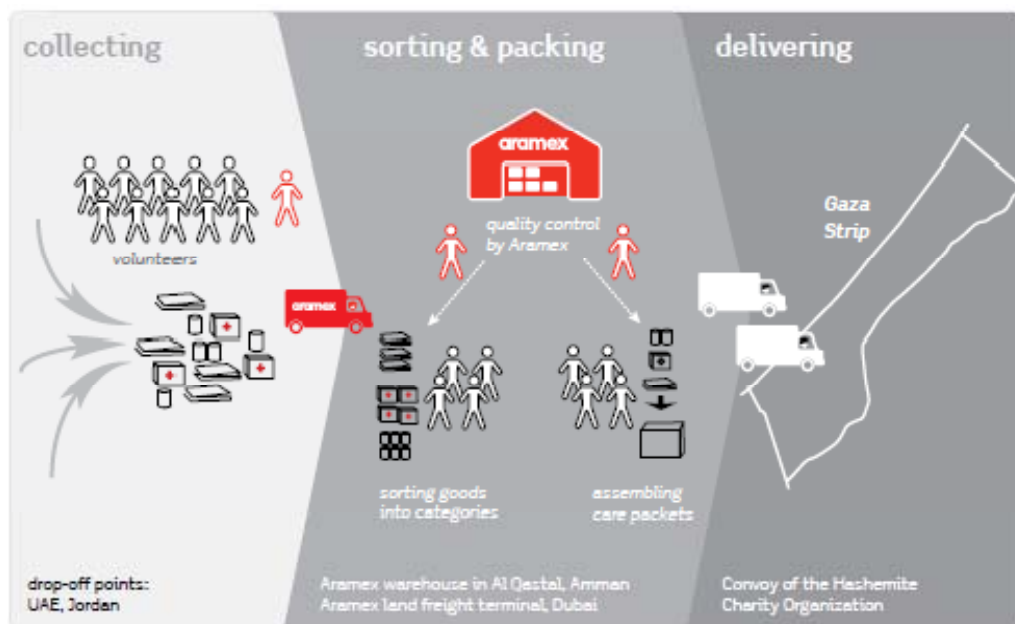 collecting
sorting & packing
delivering
aramex
quality control
by Aramex
Gaza
Strip
volunteers
aramex
sorting goods
into categories
assembling
care packets
drop-off points:
UAE, Jordan
Aramex warehouse in Al Qastal, Amman
Aramex land freight terminal, Dubai
Convoy of the Hashemite
Charity Organization